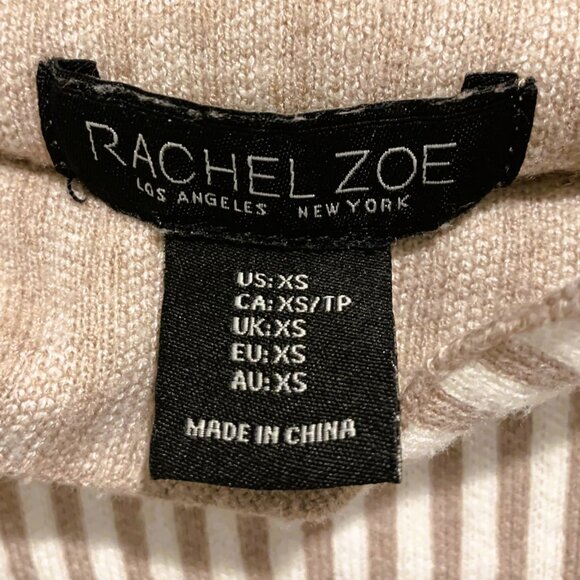 RACHEL ZOE
LOS ANGELES NEW YORK
US: XS
CA: XS/TP
UK: XS
EU: XS
AU: XS
MADE IN CHINA